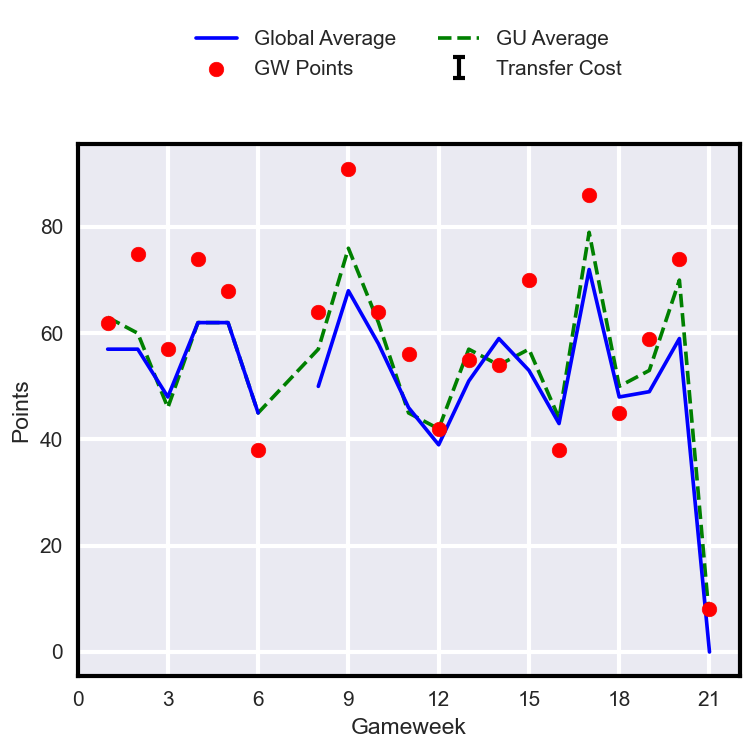 Global Average
GU Average
GW Points
Transfer Cost
80
60
40
20
0
Points
0 3 6 9 12 15 18 21
Gameweek